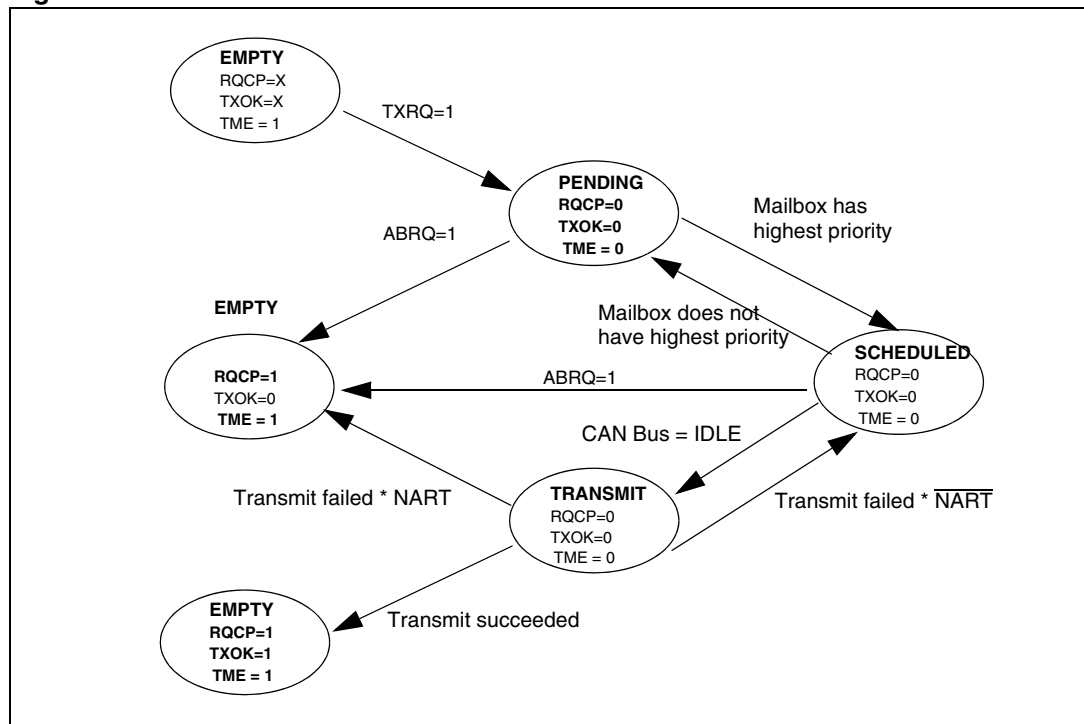 EMPTY
RQCP=X
TXOK=X
TME = 1
TXRQ=1
PENDING
RQCP=0
TXOK=0
TME = 0
Mailbox has
highest priority
ABRQ=1
EMPTY
Mailbox does not
have highest priority
RQCP=1
TXOK=0
TME = 1
ABRQ=1
SCHEDULED
RQCP=0
TXOK=0
TME = 0
CAN Bus = IDLE
Transmit failed * NART
TRANSMIT
RQCP=0
TXOK=0
TME = 0
Transmit failed * N̅A̅R̅T̅
EMPTY
RQCP=1
TXOK=1
TME = 1
Transmit succeeded